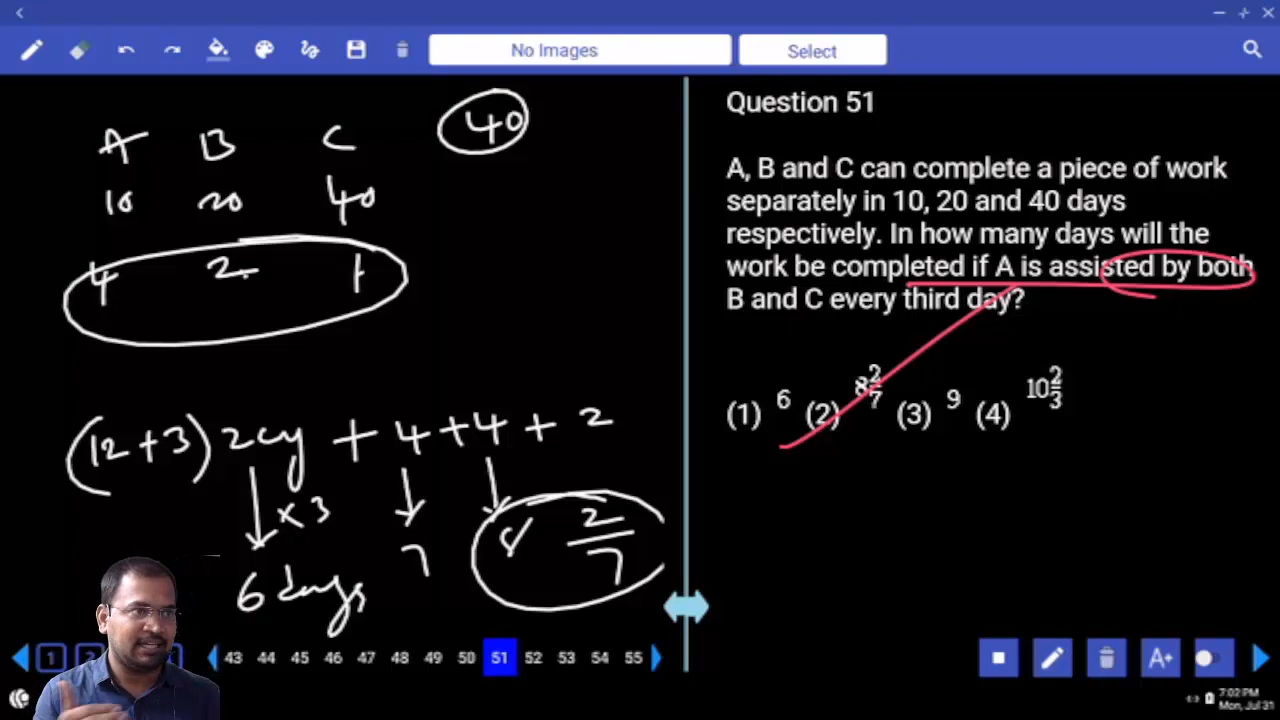 No Images
Select
A B C 40
10 20 40
4 2 1
(12+3) 2cy + 4 + 4 + 2
×3
6 days 7 8 2/7
Question 51
A, B and C can complete a piece of work
separately in 10, 20 and 40 days
respectively. In how many days will the
work be completed if A is assisted by both
B and C every third day?
(1) 6 (2) 8 2/7 (3) 9 (4) 10 2/3
1 2 43 44 45 46 47 48 49 50 51 52 53 54 55
A+
7:02 PM
Mon, Jul 31